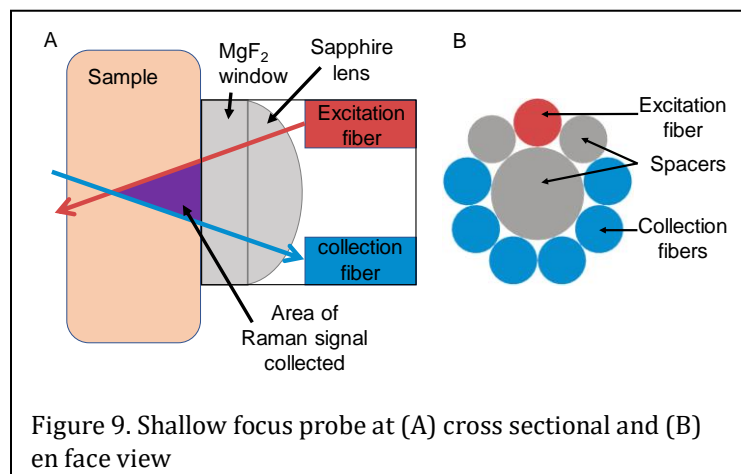 A
B
Sample
MgF₂
window
Sapphire
lens
Excitation
fiber
collection
fiber
Area of
Raman signal
collected
Excitation
fiber
Spacers
Collection
fibers
Figure 9. Shallow focus probe at (A) cross sectional and (B)
en face view